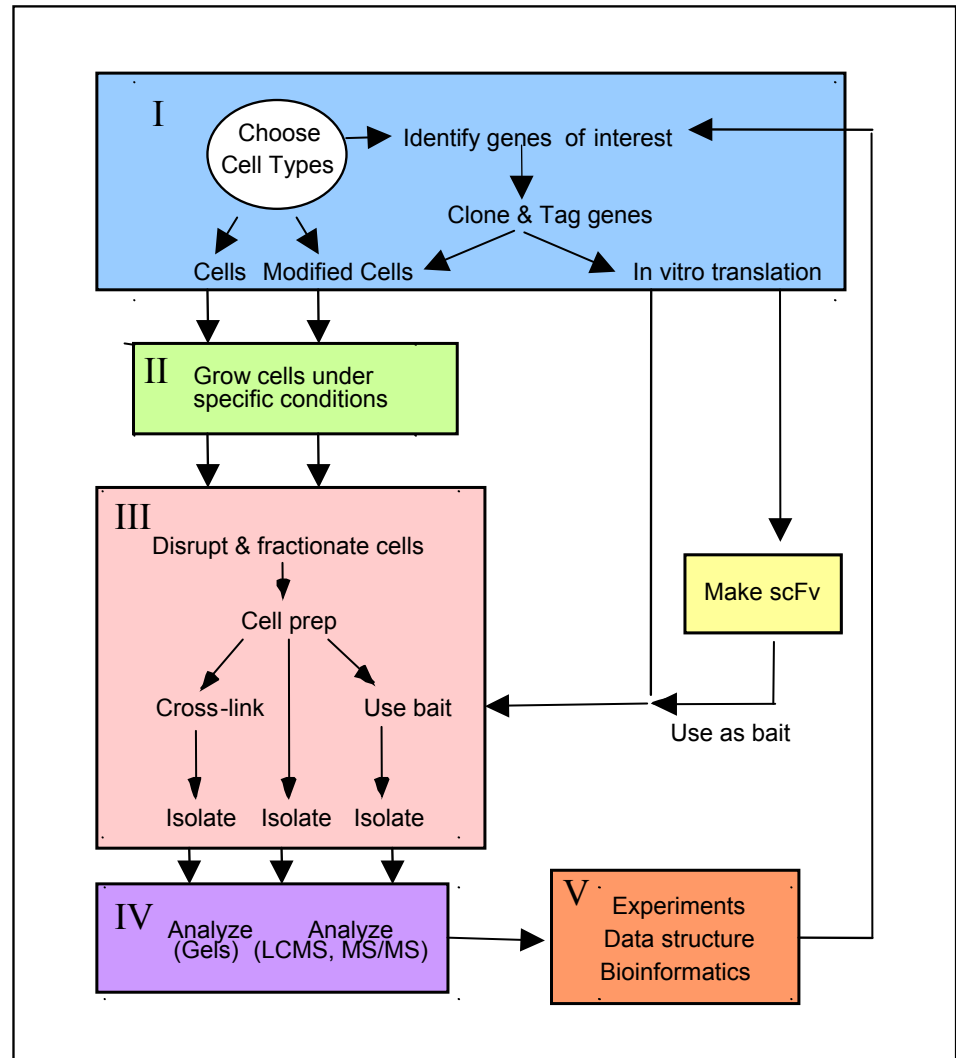 I
Choose
Cell Types
Identify genes of interest
Clone & Tag genes
Cells Modified Cells
In vitro translation
II
Grow cells under
specific conditions
III
Disrupt & fractionate cells
Cell prep
Cross-link
Use bait
Isolate Isolate Isolate
Make scFv
Use as bait
IV
Analyze
(Gels)
Analyze
(LCMS, MS/MS)
V
Experiments
Data structure
Bioinformatics